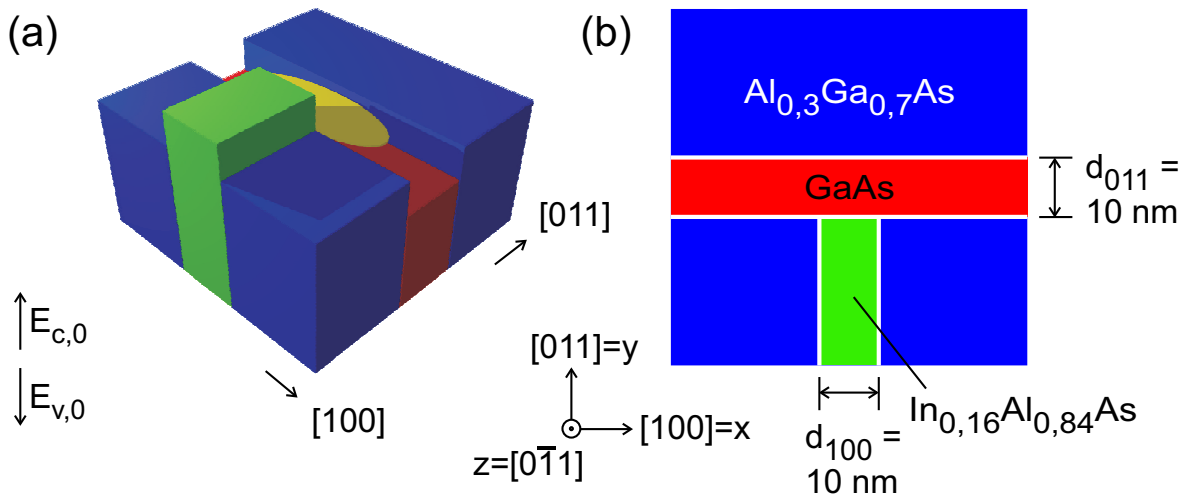 (a)
(b)
Al0,3Ga0,7As
GaAs
d011 =
10 nm
[011]
Ec,0
Ev,0
[100]
[011]=y
[100]=x
z=[01̅1]
d100 =
10 nm
In0,16Al0,84As